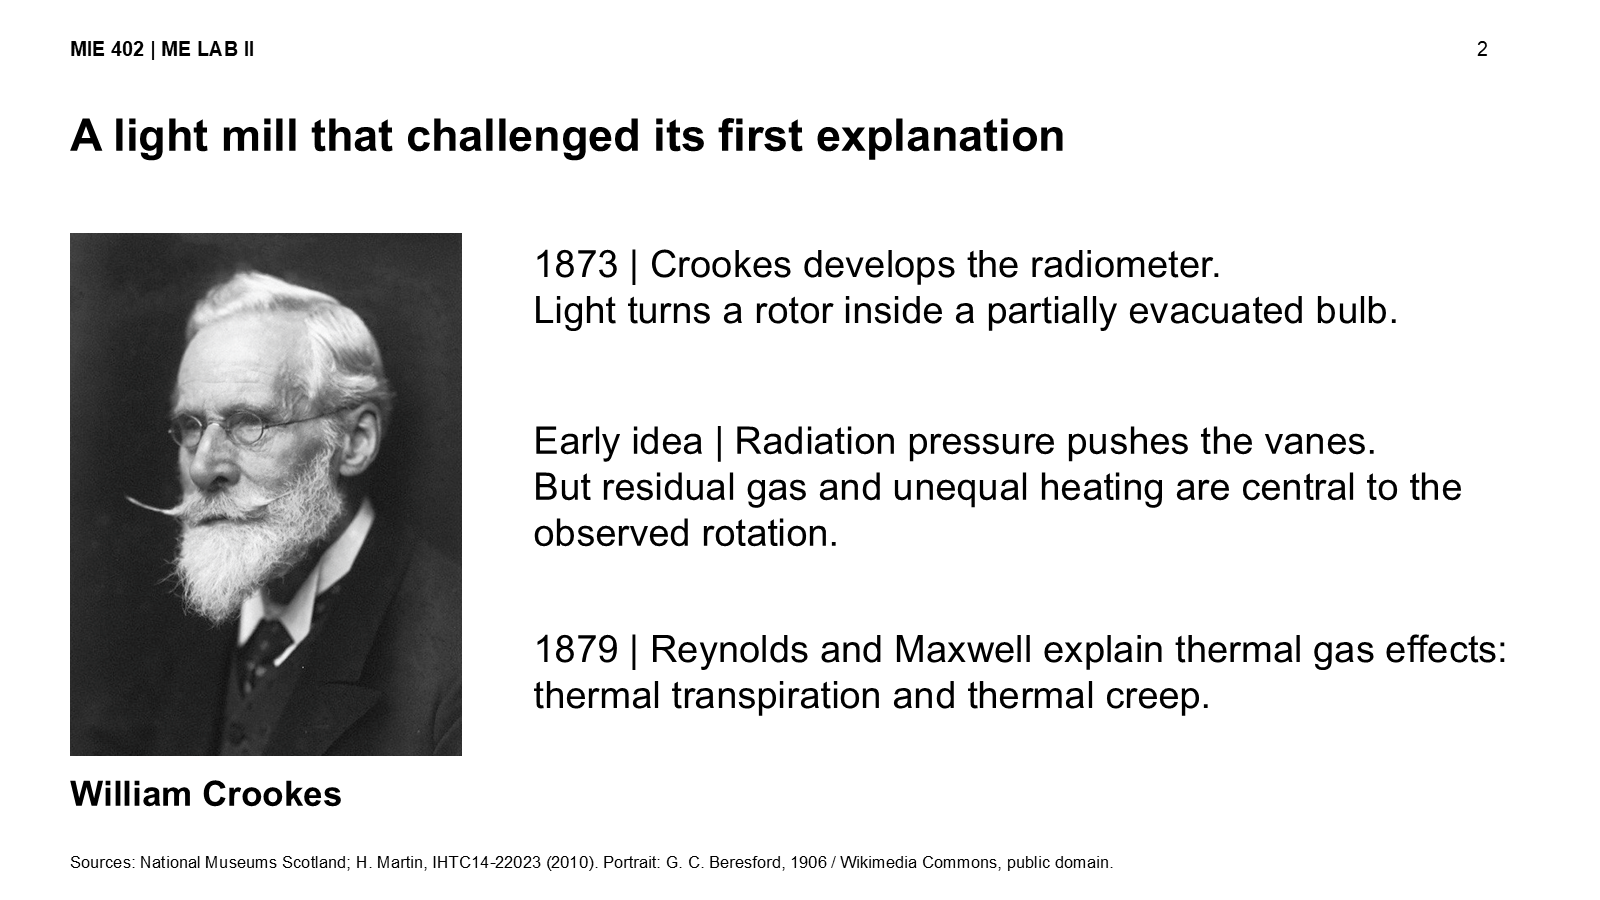 MIE 402 | ME LAB II
2
A light mill that challenged its first explanation
1873 | Crookes develops the radiometer.
Light turns a rotor inside a partially evacuated bulb.
Early idea | Radiation pressure pushes the vanes.
But residual gas and unequal heating are central to the
observed rotation.
1879 | Reynolds and Maxwell explain thermal gas effects:
thermal transpiration and thermal creep.
William Crookes
Sources: National Museums Scotland; H. Martin, IHTC14-22023 (2010). Portrait: G. C. Beresford, 1906 / Wikimedia Commons, public domain.